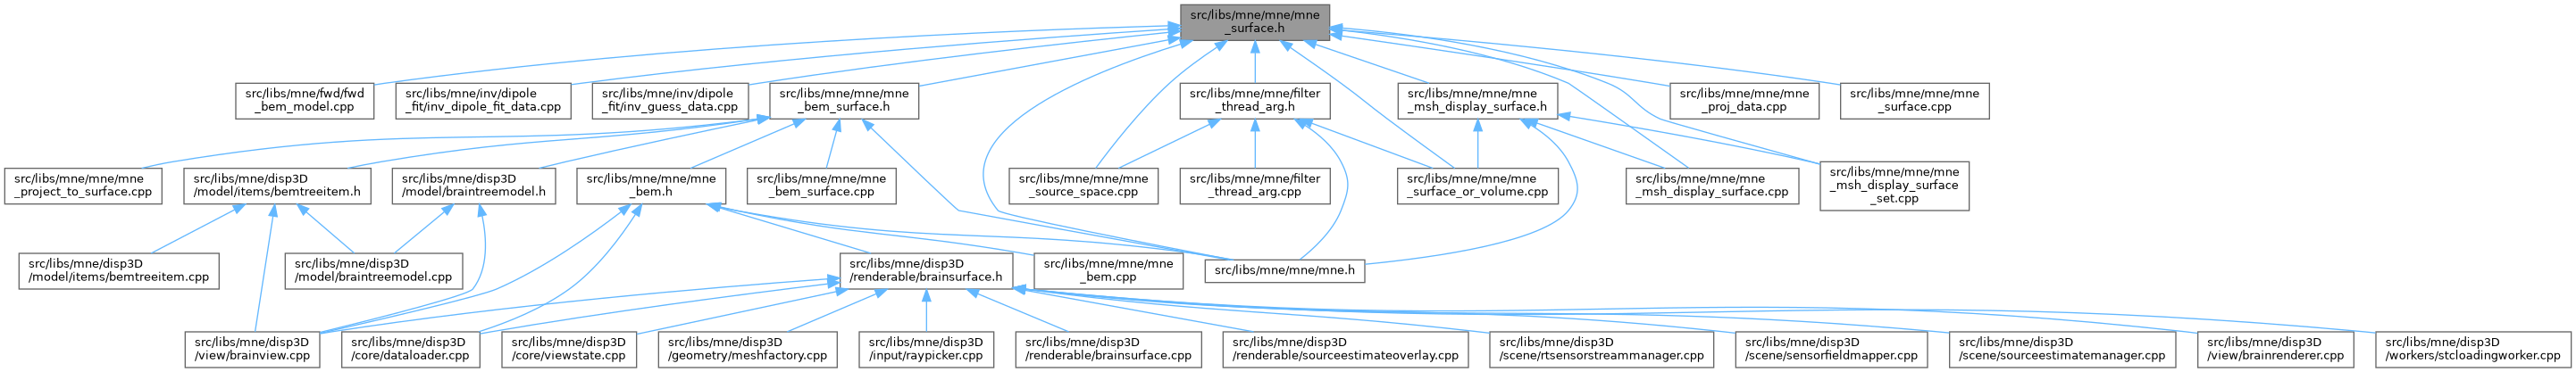 src/libs/mne/mne/mne
_surface.h
src/libs/mne/fwd/fwd
_bem_model.cpp
src/libs/mne/inv/dipole
_fit/inv_dipole_fit_data.cpp
src/libs/mne/inv/dipole
_fit/inv_guess_data.cpp
src/libs/mne/mne/mne
_bem_surface.h
src/libs/mne/mne/filter
_thread_arg.h
src/libs/mne/mne/mne
_msh_display_surface.h
src/libs/mne/mne/mne
_proj_data.cpp
src/libs/mne/mne/mne
_surface.cpp
src/libs/mne/mne/mne
_project_to_surface.cpp
src/libs/mne/disp3D
/model/items/bemtreeitem.h
src/libs/mne/disp3D
/model/braintreemodel.h
src/libs/mne/mne/mne
_bem.h
src/libs/mne/mne/mne
_bem_surface.cpp
src/libs/mne/mne/mne
_source_space.cpp
src/libs/mne/mne/filter
_thread_arg.cpp
src/libs/mne/mne/mne
_surface_or_volume.cpp
src/libs/mne/mne/mne
_msh_display_surface.cpp
src/libs/mne/mne/mne
_msh_display_surface
_set.cpp
src/libs/mne/disp3D
/model/items/bemtreeitem.cpp
src/libs/mne/disp3D
/model/braintreemodel.cpp
src/libs/mne/disp3D
/renderable/brainsurface.h
src/libs/mne/mne/mne
_bem.cpp
src/libs/mne/mne/mne.h
src/libs/mne/disp3D
/view/brainview.cpp
src/libs/mne/disp3D
/core/dataloader.cpp
src/libs/mne/disp3D
/core/viewstate.cpp
src/libs/mne/disp3D
/geometry/meshfactory.cpp
src/libs/mne/disp3D
/input/raypicker.cpp
src/libs/mne/disp3D
/renderable/brainsurface.cpp
src/libs/mne/disp3D
/renderable/sourceestimateoverlay.cpp
src/libs/mne/disp3D
/scene/rtsensorstreammanager.cpp
src/libs/mne/disp3D
/scene/sensorfieldmapper.cpp
src/libs/mne/disp3D
/scene/sourceestimatemanager.cpp
src/libs/mne/disp3D
/view/brainrenderer.cpp
src/libs/mne/disp3D
/workers/stcloadingworker.cpp